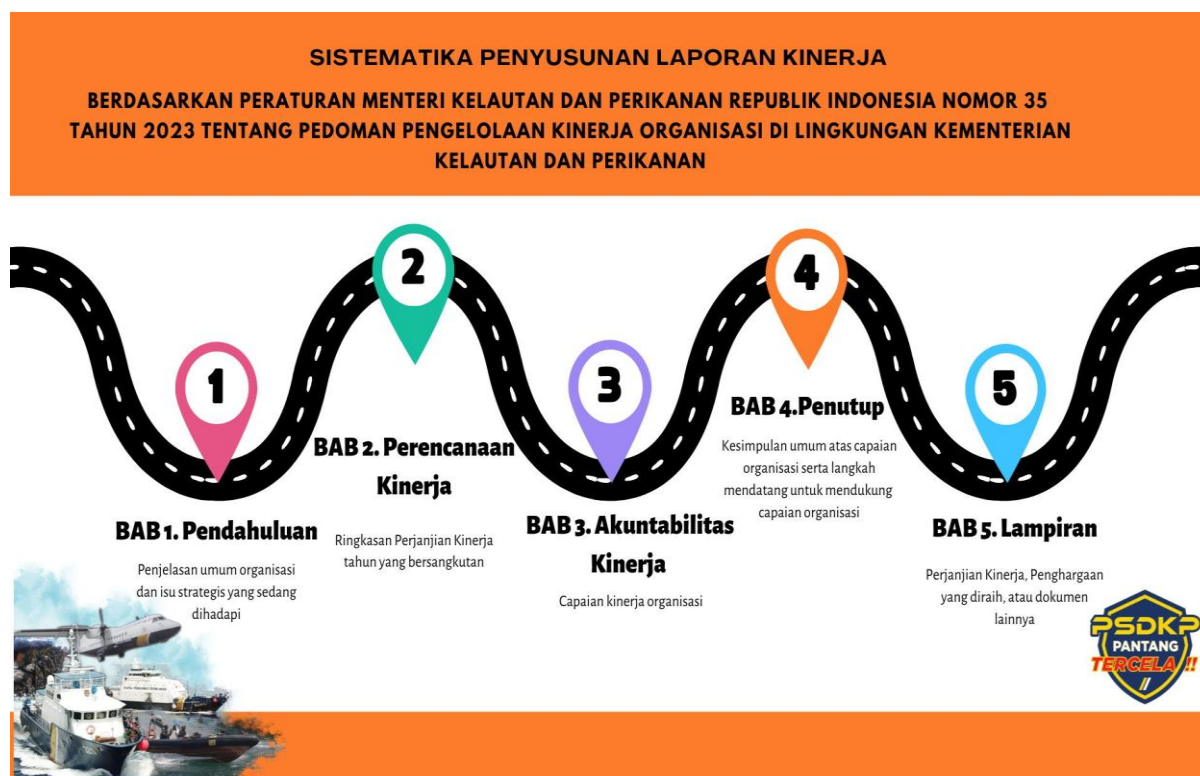 SISTEMATIKA PENYUSUNAN LAPORAN KINERJA
BERDASARKAN PERATURAN MENTERI KELAUTAN DAN PERIKANAN REPUBLIK INDONESIA NOMOR 35
TAHUN 2023 TENTANG PEDOMAN PENGELOLAAN KINERJA ORGANISASI DI LINGKUNGAN KEMENTERIAN
KELAUTAN DAN PERIKANAN
1
BAB 1. Pendahuluan
Penjelasan umum organisasi
dan isu strategis yang sedang
dihadapi
2
BAB 2. Perencanaan
Kinerja
Ringkasan Perjanjian Kinerja
tahun yang bersangkutan
3
BAB 3. Akuntabilitas
Kinerja
Capaian kinerja organisasi
4
BAB 4.Penutup
Kesimpulan umum atas capaian
organisasi serta langkah
mendatang untuk mendukung
capaian organisasi
5
BAB 5. Lampiran
Perjanjian Kinerja, Penghargaan
yang diraih, atau dokumen
lainnya
PSDKP
PANTANG
TERCELA !!